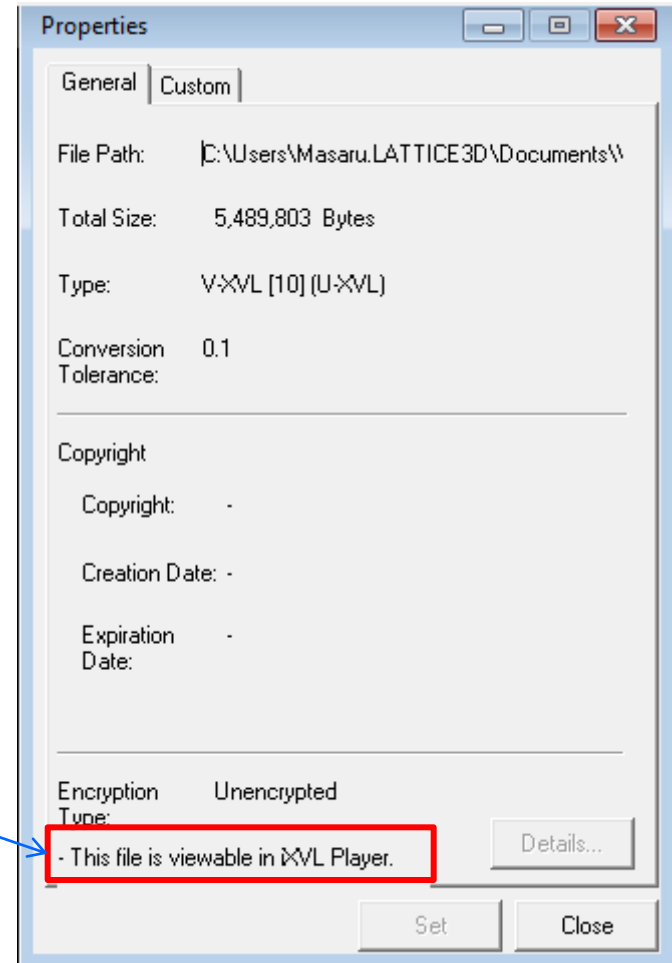 Properties
General Custom
File Path: C:\Users\Masaru.LATTICE3D\Documents\\
Total Size: 5,489,803 Bytes
Type: V-XVL [10] (U-XVL)
Conversion 0.1
Tolerance:
Copyright
Copyright: -
Creation Date: -
Expiration -
Date:
Encryption Unencrypted
Type:
- This file is viewable in iXVL Player.
Details...
Set Close